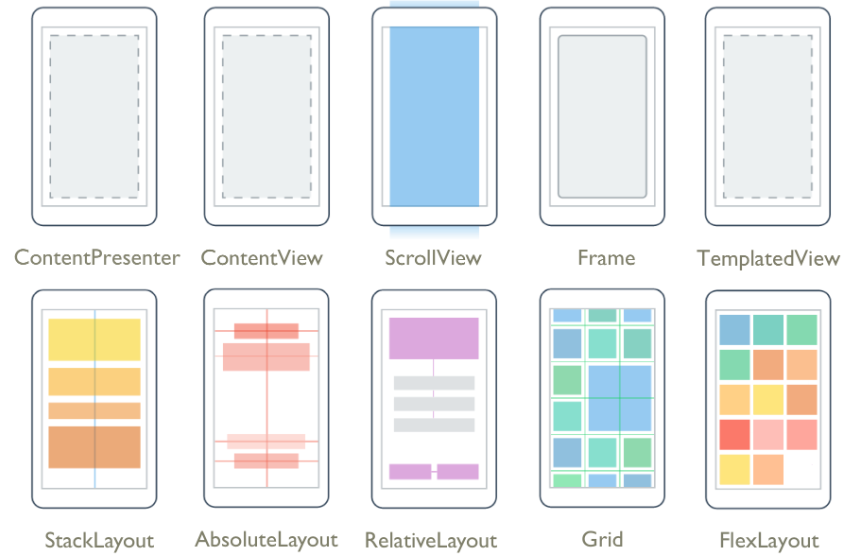 ContentPresenter ContentView ScrollView Frame TemplatedView
StackLayout AbsoluteLayout RelativeLayout Grid FlexLayout